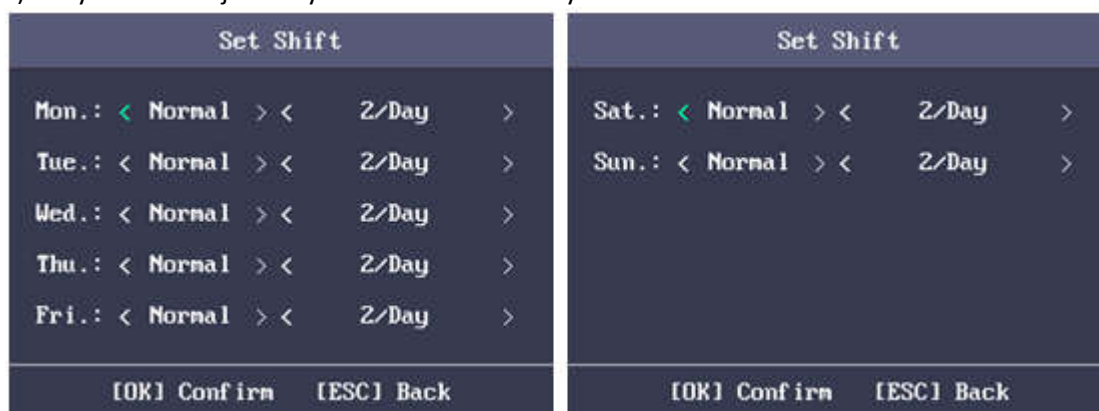 Set Shift
Mon.: < Normal > < 2/Day >
Tue.: < Normal > < 2/Day >
Wed.: < Normal > < 2/Day >
Thu.: < Normal > < 2/Day >
Fri.: < Normal > < 2/Day >
[OK] Confirm [ESC] Back
Set Shift
Sat.: < Normal > < 2/Day >
Sun.: < Normal > < 2/Day >
[OK] Confirm [ESC] Back